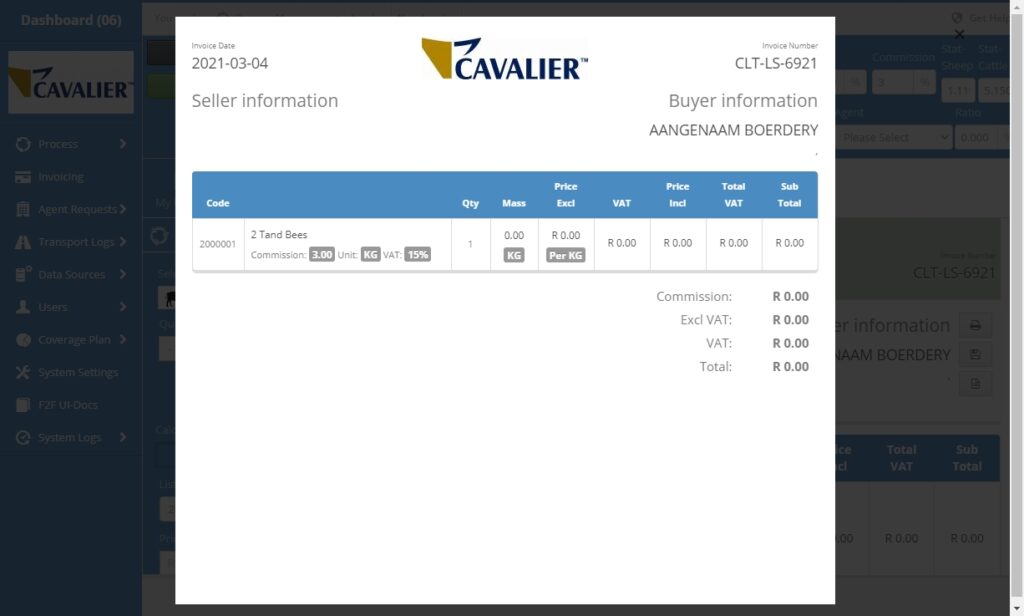 Dashboard (06)
Get Help
CAVALIER™
Process
Invoicing
Agent Requests
Transport Logs
Data Sources
Users
Coverage Plan
System Settings
F2F UI-Docs
System Logs
Invoice Date
2021-03-04
CAVALIER™
Invoice Number
CLT-LS-6921
Seller information
Buyer information
AANGENAAM BOERDERY
,
Code Qty Mass Price Excl VAT Price Incl Total VAT Sub Total
2000001 2 Tand Bees 1 0.00 R 0.00 R 0.00 R 0.00 R 0.00 R 0.00
Commission: 3.00 Unit: KG VAT: 15% KG Per KG
Commission: R 0.00
Excl VAT: R 0.00
VAT: R 0.00
Total: R 0.00
Commission
Stat-Sheep
Stat-Cattle
% 3 %
Ratio
Please Select 0.000
Invoice Number
CLT-LS-6921
information
BOERDERY
Total VAT Sub Total
R 0.00 R 0.00